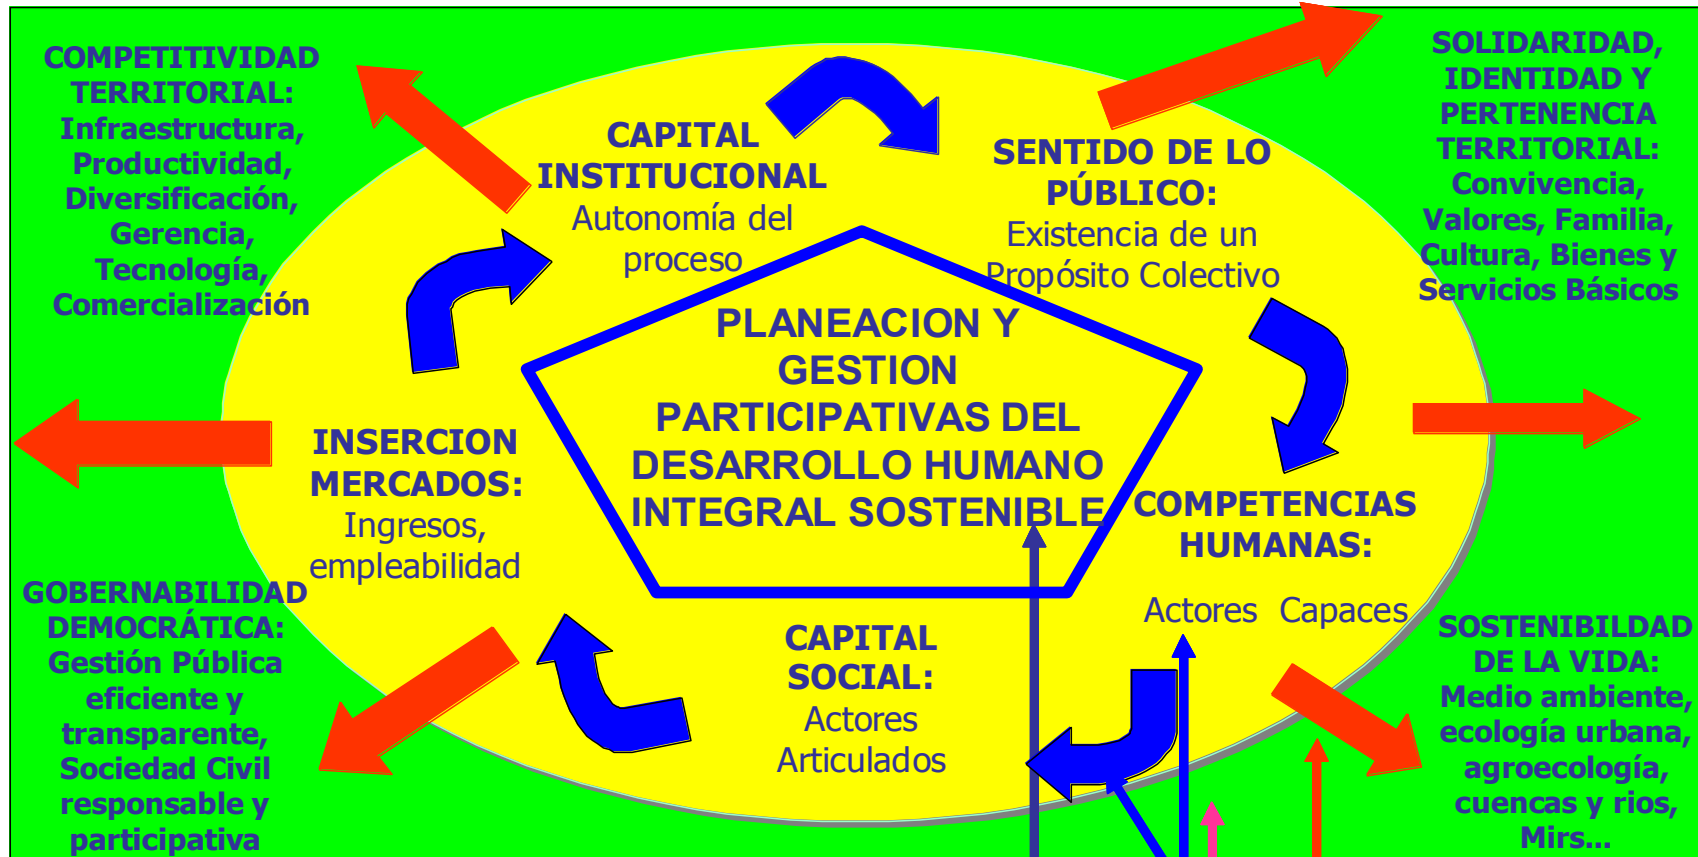 COMPETITIVIDAD
TERRITORIAL:
Infraestructura,
Productividad,
Diversificación,
Gerencia,
Tecnología,
Comercialización
CAPITAL
INSTITUCIONAL
Autonomía del
proceso
SENTIDO DE LO
PÚBLICO:
Existencia de un
Propósito Colectivo
SOLIDARIDAD,
IDENTIDAD Y
PERTENENCIA
TERRITORIAL:
Convivencia,
Valores, Familia,
Cultura, Bienes y
Servicios Básicos
PLANEACION Y
GESTION
PARTICIPATIVAS DEL
DESARROLLO HUMANO
INTEGRAL SOSTENIBLE
INSERCION
MERCADOS:
Ingresos,
empleabilidad
COMPETENCIAS
HUMANAS:
Actores  Capaces
GOBERNABILIDAD
DEMOCRÁTICA:
Gestión Pública
eficiente y
transparente,
Sociedad Civil
responsable y
participativa
CAPITAL
SOCIAL:
Actores
Articulados
SOSTENIBILDAD
DE LA VIDA:
Medio ambiente,
ecología urbana,
agroecología,
cuencas y rios,
Mirs...